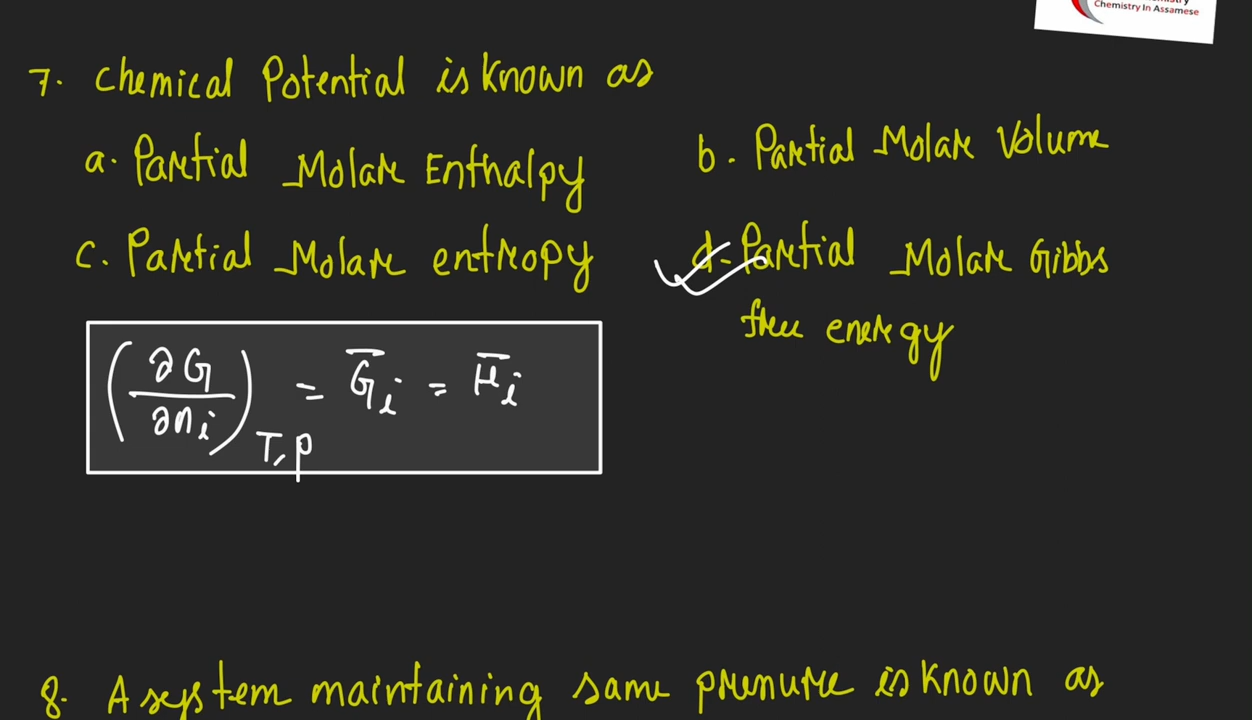 Chemistry In Assamese
7. Chemical Potential is known as
a. Partial Molar Enthalpy
b. Partial Molar Volume
c. Partial Molar entropy
d. Partial Molar Gibbs
free energy
(∂G/∂nᵢ)T,P = G̅ᵢ = μ̅ᵢ
8. A system maintaining same pressure is known as